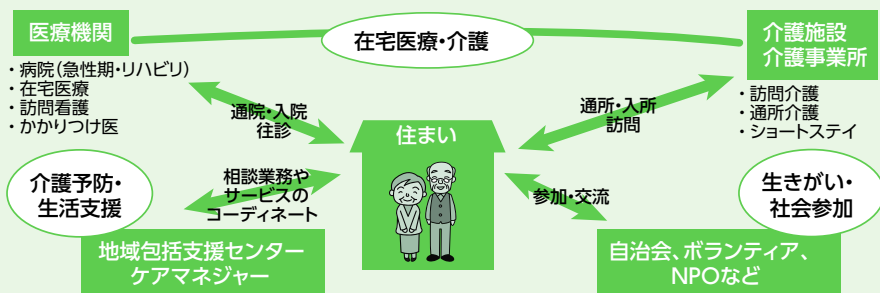 医療機関
・病院(急性期・リハビリ)
・在宅医療
・訪問看護
・かかりつけ医
在宅医療・介護
介護施設
介護事業所
・訪問介護
・通所介護
・ショートステイ
通院・入院
往診
通所・入所
訪問
住まい
介護予防・
生活支援
相談業務や
サービスの
コーディネート
参加・交流
生きがい・
社会参加
地域包括支援センター
ケアマネジャー
自治会、ボランティア、
NPOなど